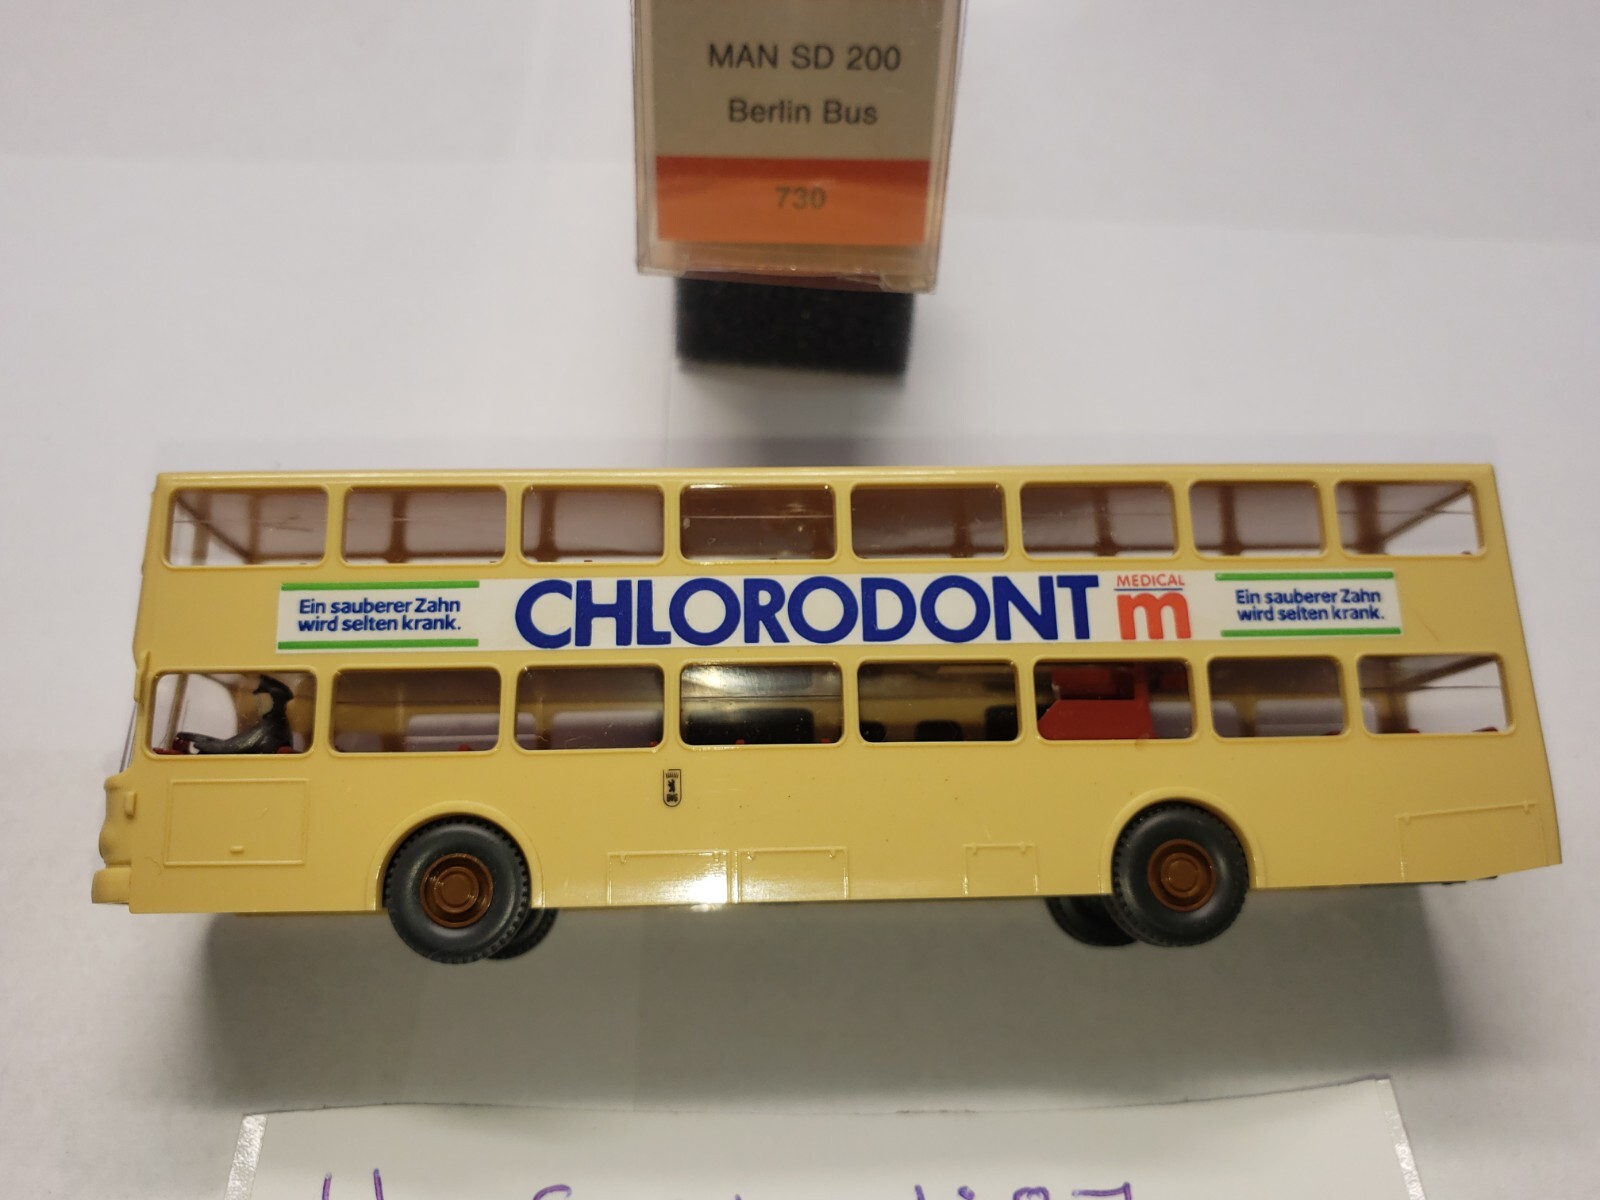 MAN SD 200
Berlin Bus
730
Ein sauberer Zahn
wird selten krank.
CHLORODONT
MEDICAL
m
Ein sauberer Zahn
wird selten krank.